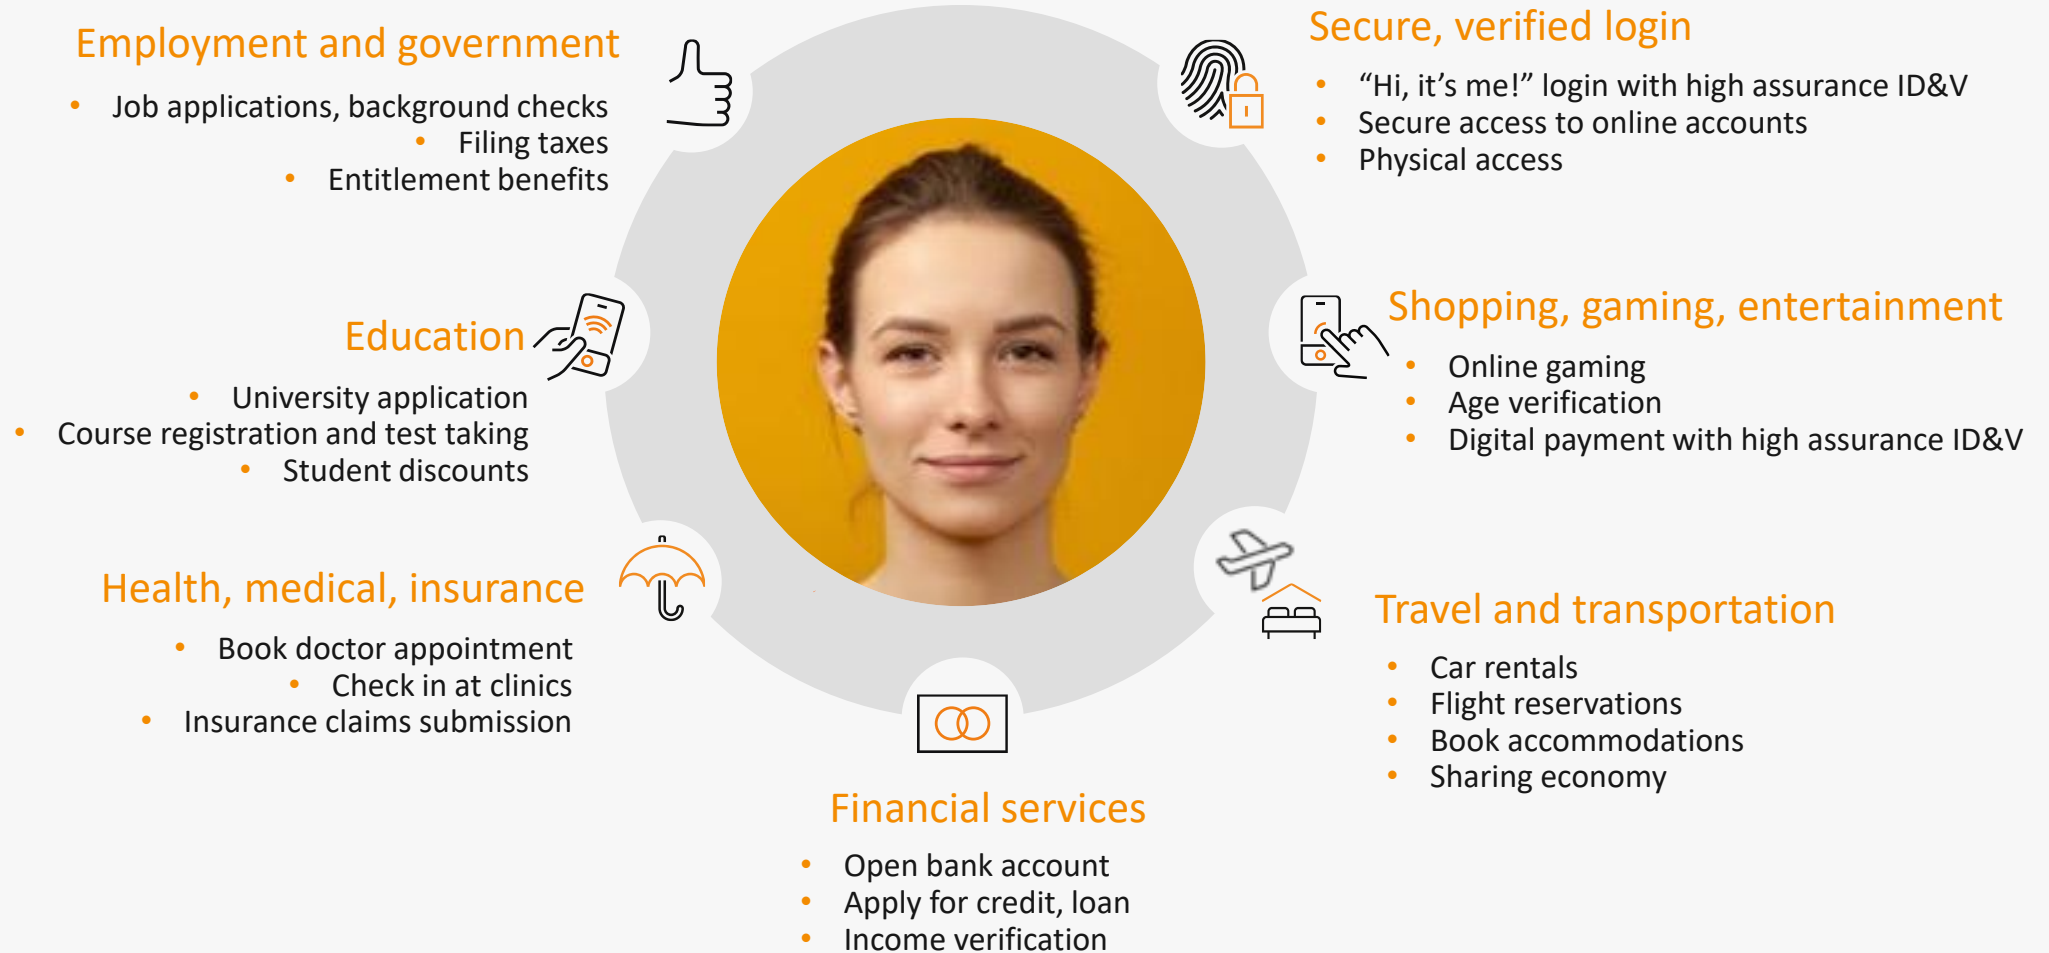 Employment and government
• Job applications, background checks
• Filing taxes
• Entitlement benefits
Secure, verified login
• “Hi, it’s me!” login with high assurance ID&V
• Secure access to online accounts
• Physical access
Education
• University application
• Course registration and test taking
• Student discounts
Shopping, gaming, entertainment
• Online gaming
• Age verification
• Digital payment with high assurance ID&V
Health, medical, insurance
• Book doctor appointment
• Check in at clinics
• Insurance claims submission
Travel and transportation
• Car rentals
• Flight reservations
• Book accommodations
• Sharing economy
Financial services
• Open bank account
• Apply for credit, loan
• Income verification